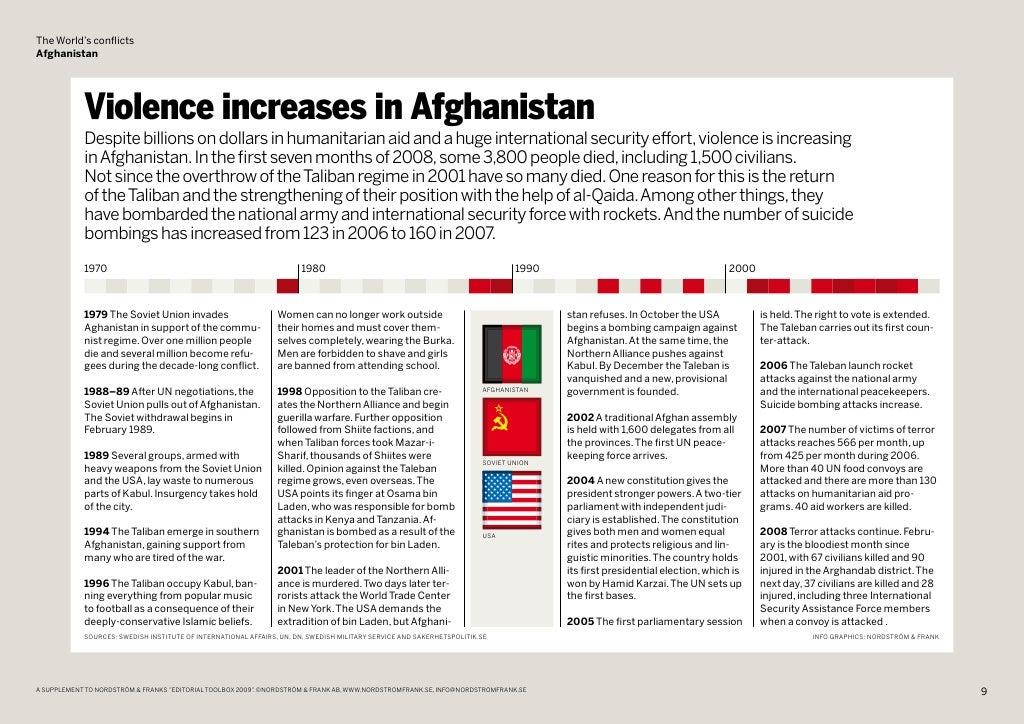 The World's conflicts
Afghanistan
Violence increases in Afghanistan
Despite billions on dollars in humanitarian aid and a huge international security effort, violence is increasing
in Afghanistan. In the first seven months of 2008, some 3,800 people died, including 1,500 civilians.
Not since the overthrow of the Taliban regime in 2001 have so many died. One reason for this is the return
of the Taliban and the strengthening of their position with the help of al-Qaida. Among other things, they
have bombarded the national army and international security force with rockets. And the number of suicide
bombings has increased from 123 in 2006 to 160 in 2007.
1970 1980 1990 2000
1979 The Soviet Union invades
Aghanistan in support of the commu-
nist regime. Over one million people
die and several million become refu-
gees during the decade-long conflict.
1988–89 After UN negotiations, the
Soviet Union pulls out of Afghanistan.
The Soviet withdrawal begins in
February 1989.
1989 Several groups, armed with
heavy weapons from the Soviet Union
and the USA, lay waste to numerous
parts of Kabul. Insurgency takes hold
of the city.
1994 The Taliban emerge in southern
Afghanistan, gaining support from
many who are tired of the war.
1996 The Taliban occupy Kabul, ban-
ning everything from popular music
to football as a consequence of their
deeply-conservative Islamic beliefs.
Women can no longer work outside
their homes and must cover them-
selves completely, wearing the Burka.
Men are forbidden to shave and girls
are banned from attending school.
1998 Opposition to the Taliban cre-
ates the Northern Alliance and begin
guerilla warfare. Further opposition
followed from Shiite factions, and
when Taliban forces took Mazar-i-
Sharif, thousands of Shiites were
killed. Opinion against the Taleban
regime grows, even overseas. The
USA points its finger at Osama bin
Laden, who was responsible for bomb
attacks in Kenya and Tanzania. Af-
ghanistan is bombed as a result of the
Taleban's protection for bin Laden.
2001 The leader of the Northern Alli-
ance is murdered. Two days later ter-
rorists attack the World Trade Center
in New York. The USA demands the
extradition of bin Laden, but Afghani-
AFGHANISTAN
SOVIET UNION
USA
stan refuses. In October the USA
begins a bombing campaign against
Afghanistan. At the same time, the
Northern Alliance pushes against
Kabul. By December the Taleban is
vanquished and a new, provisional
government is founded.
2002 A traditional Afghan assembly
is held with 1,600 delegates from all
the provinces. The first UN peace-
keeping force arrives.
2004 A new constitution gives the
president stronger powers. A two-tier
parliament with independent judi-
ciary is established. The constitution
gives both men and women equal
rites and protects religious and lin-
guistic minorities. The country holds
its first presidential election, which is
won by Hamid Karzai. The UN sets up
the first bases.
2005 The first parliamentary session
is held. The right to vote is extended.
The Taleban carries out its first coun-
ter-attack.
2006 The Taleban launch rocket
attacks against the national army
and the international peacekeepers.
Suicide bombing attacks increase.
2007 The number of victims of terror
attacks reaches 566 per month, up
from 425 per month during 2006.
More than 40 UN food convoys are
attacked and there are more than 130
attacks on humanitarian aid pro-
grams. 40 aid workers are killed.
2008 Terror attacks continue. Febru-
ary is the bloodiest month since
2001, with 67 civilians killed and 90
injured in the Arghandab district. The
next day, 37 civilians are killed and 28
injured, including three International
Security Assistance Force members
when a convoy is attacked .
SOURCES: SWEDISH INSTITUTE OF INTERNATIONAL AFFAIRS, UN, DN, SWEDISH MILITARY SERVICE AND SAKERHETSPOLITIK.SE
INFO GRAPHICS: NORDSTRÖM & FRANK
A SUPPLEMENT TO NORDSTRÖM & FRANKS "EDITORIAL TOOLBOX 2009". ©NORDSTRÖM & FRANK AB, WWW.NORDSTROMFRANK.SE, INFO@NORDSTROMFRANK.SE
9